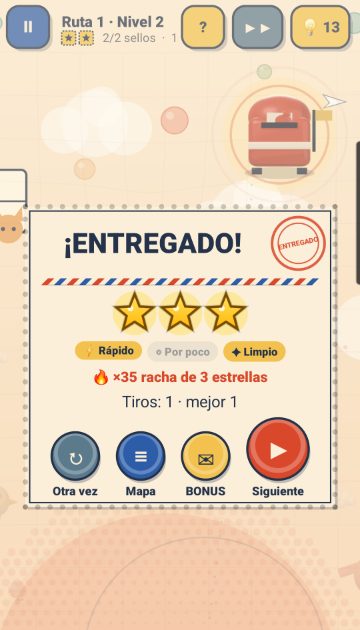 Ruta 1 · Nivel 2
2/2 sellos · 1
?
13
¡ENTREGADO!
ENTREGADO
Rápido
Por poco
Limpio
×35 racha de 3 estrellas
Tiros: 1 · mejor 1
Otra vez
Mapa
BONUS
Siguiente